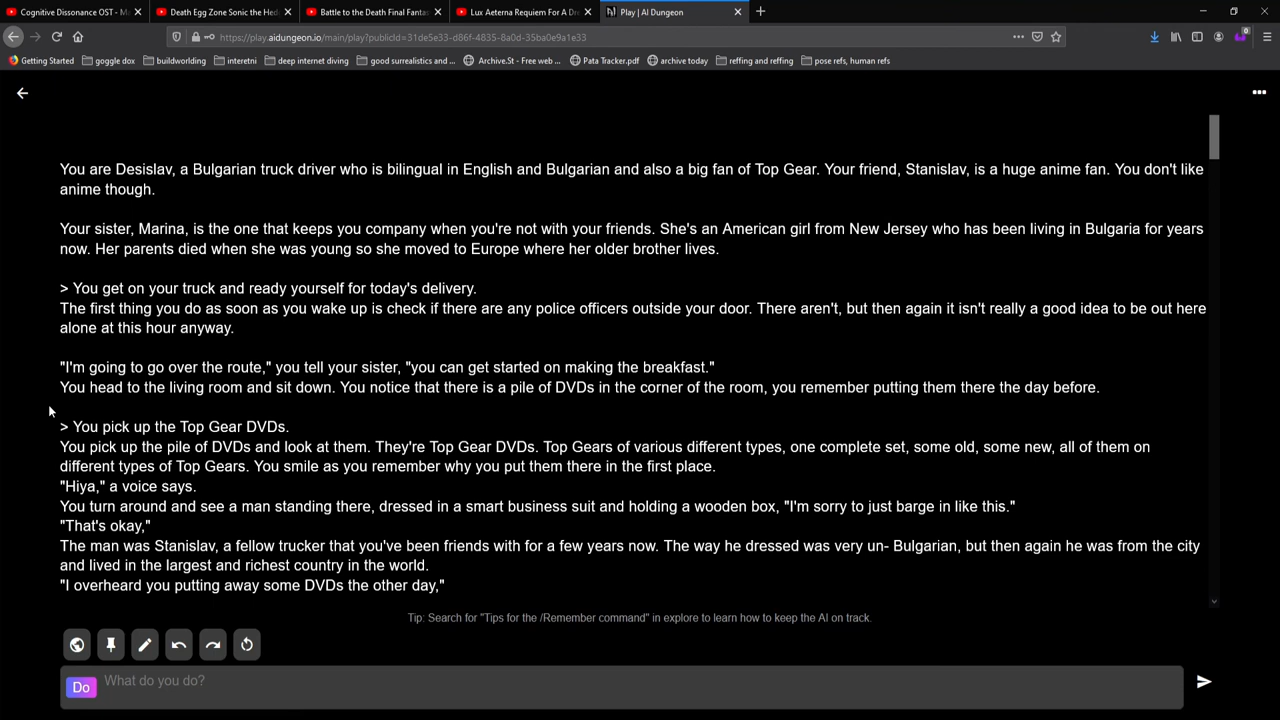 Cognitive Dissonance OST - M
Death Egg Zone Sonic the Hed
Battle to the Death Final Fantas
Lux Aeterna Requiem For A Dr
Play | AI Dungeon
https://play.aidungeon.io/main/play?publicId=31de5e33-d86f-4835-8a0d-35ba0e9a1e33
0
Getting Started
goggle dox
buildworlding
interetni
deep internet diving
good surrealistics and ...
Archive.St - Free web ...
Pata Tracker.pdf
archive today
reffing and reffing
pose refs, human refs
You are Desislav, a Bulgarian truck driver who is bilingual in English and Bulgarian and also a big fan of Top Gear. Your friend, Stanislav, is a huge anime fan. You don't like
anime though.
Your sister, Marina, is the one that keeps you company when you're not with your friends. She's an American girl from New Jersey who has been living in Bulgaria for years
now. Her parents died when she was young so she moved to Europe where her older brother lives.
> You get on your truck and ready yourself for today's delivery.
The first thing you do as soon as you wake up is check if there are any police officers outside your door. There aren't, but then again it isn't really a good idea to be out here
alone at this hour anyway.
"I'm going to go over the route," you tell your sister, "you can get started on making the breakfast."
You head to the living room and sit down. You notice that there is a pile of DVDs in the corner of the room, you remember putting them there the day before.
> You pick up the Top Gear DVDs.
You pick up the pile of DVDs and look at them. They're Top Gear DVDs. Top Gears of various different types, one complete set, some old, some new, all of them on
different types of Top Gears. You smile as you remember why you put them there in the first place.
"Hiya," a voice says.
You turn around and see a man standing there, dressed in a smart business suit and holding a wooden box, "I'm sorry to just barge in like this."
"That's okay,"
The man was Stanislav, a fellow trucker that you've been friends with for a few years now. The way he dressed was very un- Bulgarian, but then again he was from the city
and lived in the largest and richest country in the world.
"I overheard you putting away some DVDs the other day,"
Tip: Search for "Tips for the /Remember command" in explore to learn how to keep the AI on track.
Do
What do you do?